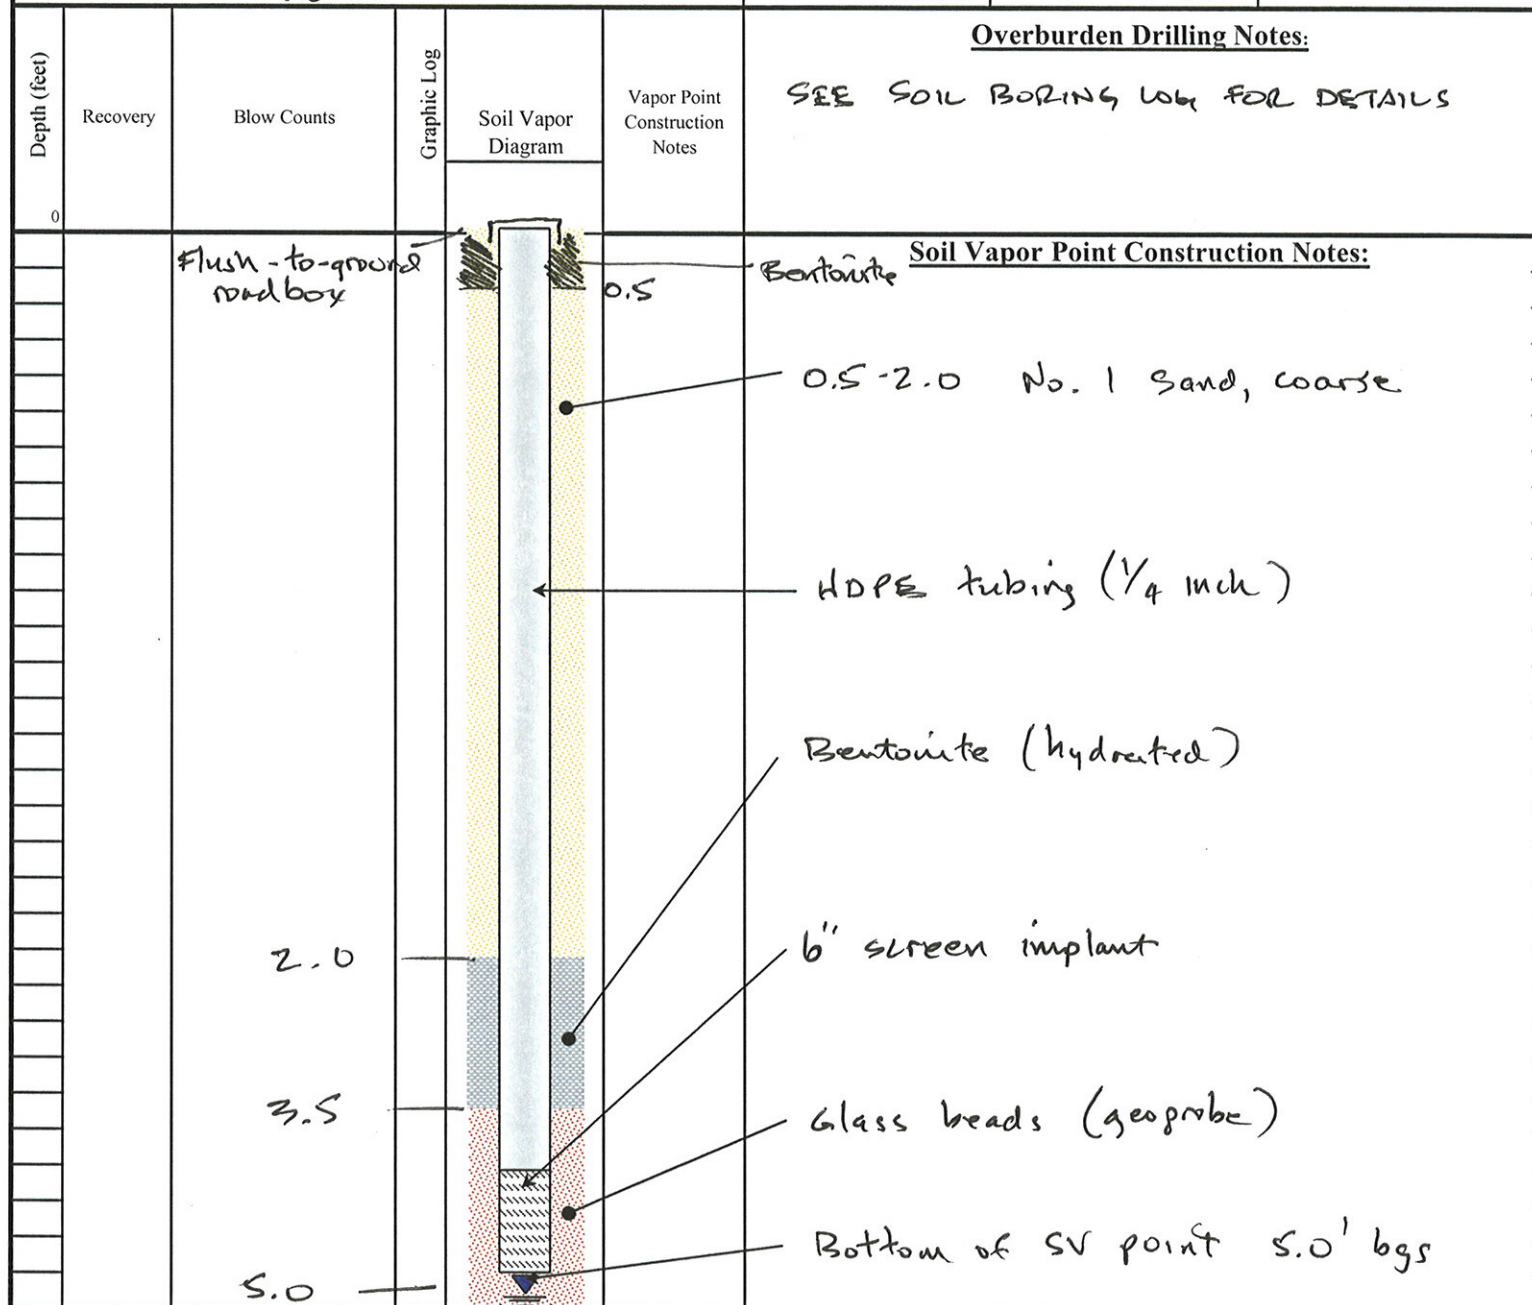 Depth (feet)
Recovery
Blow Counts
Graphic Log
Soil Vapor
Diagram
Vapor Point
Construction
Notes
Overburden Drilling Notes:
SEE SOIL BORING LOG FOR DETAILS
0
Soil Vapor Point Construction Notes:
Flush-to-ground
roadbox
Bentonite
0.5
0.5-2.0 No. 1 Sand, coarse
HDPE tubing (1/4 inch)
Bentonite (hydrated)
6" screen implant
2.0
3.5
Glass beads (geoprobe)
Bottom of SV point 5.0' bgs
5.0